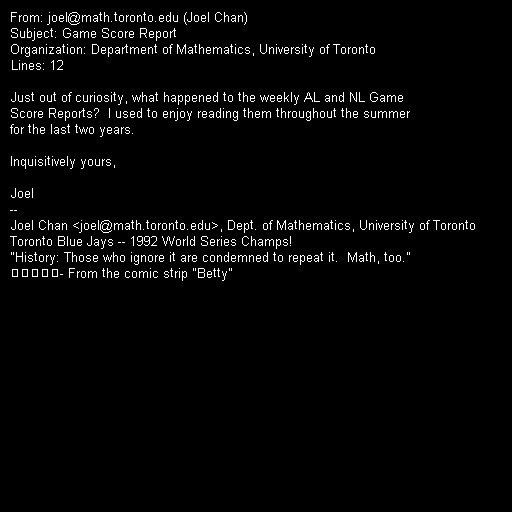 From: joel@math.toronto.edu (Joel Chan)
Subject: Game Score Report
Organization: Department of Mathematics, University of Toronto
Lines: 12

Just out of curiosity, what happened to the weekly AL and NL Game
Score Reports?  I used to enjoy reading them throughout the summer
for the last two years.

Inquisitively yours,

Joel
--
Joel Chan <joel@math.toronto.edu>, Dept. of Mathematics, University of Toronto
Toronto Blue Jays -- 1992 World Series Champs!
"History: Those who ignore it are condemned to repeat it.  Math, too."
▯▯▯▯▯- From the comic strip "Betty"